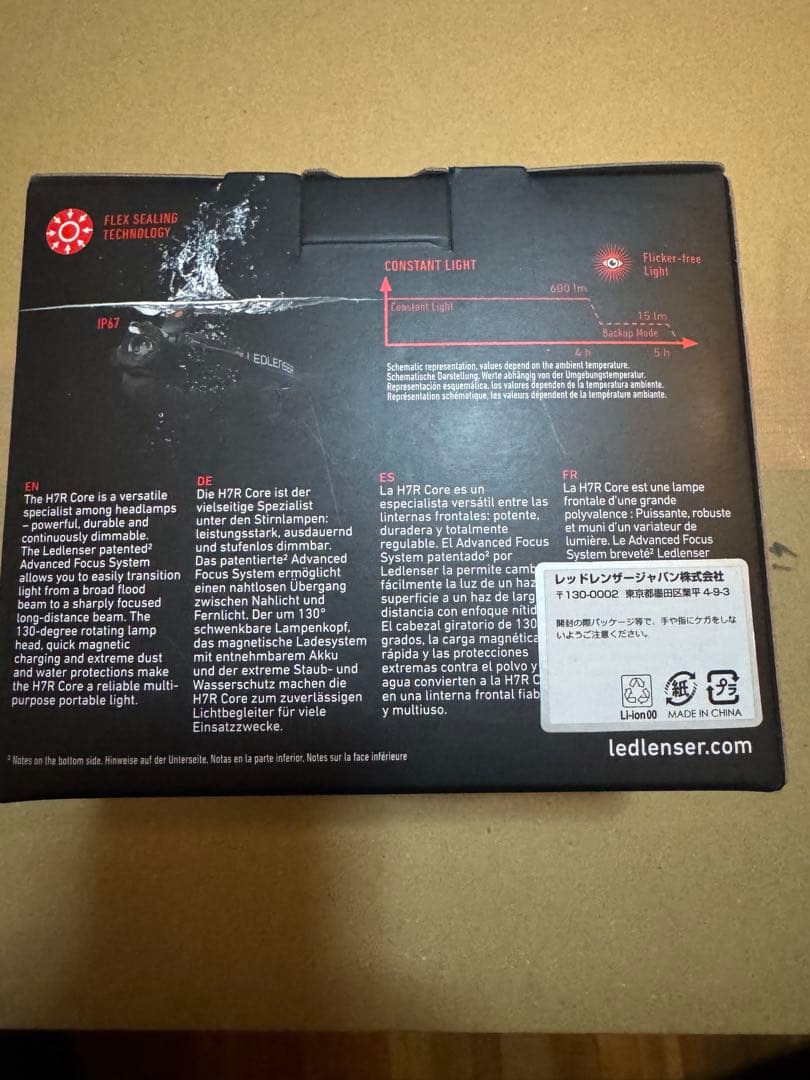 FLEX SEALING
TECHNOLOGY
IP67
LEDLENSER
CONSTANT LIGHT
Flicker-free
Light
600 lm
Constant Light
15 lm
Backup Mode
4 h
5 h
Schematic representation, values depend on the ambient temperature.
Schematische Darstellung. Werte abhängig von der Umgebungstemperatur.
Representación esquemática, los valores dependen de la temperatura ambiente.
Représentation schématique, les valeurs dépendent de la température ambiante.
EN
The H7R Core is a versatile
specialist among headlamps
– powerful, durable and
continuously dimmable.
The Ledlenser patented²
Advanced Focus System
allows you to easily transition
light from a broad flood
beam to a sharply focused
long-distance beam. The
130-degree rotating lamp
head, quick magnetic
charging and extreme dust
and water protections make
the H7R Core a reliable multi-
purpose portable light.
DE
Die H7R Core ist der
vielseitige Spezialist
unter den Stirnlampen:
leistungsstark, ausdauernd
und stufenlos dimmbar.
Das patentierte² Advanced
Focus System ermöglicht
einen nahtlosen Übergang
zwischen Nahlicht und
Fernlicht. Der um 130°
schwenkbare Lampenkopf,
das magnetische Ladesystem
mit entnehmbarem Akku
und der extreme Staub- und
Wasserschutz machen die
H7R Core zum zuverlässigen
Lichtbegleiter für viele
Einsatzzwecke.
ES
La H7R Core es un
especialista versátil entre las
linternas frontales: potente,
duradera y totalmente
regulable. El Advanced Focus
System patentado² por
Ledlenser la permite camb
fácilmente la luz de un haz
superficie a un haz de larg
distancia con enfoque nítid
El cabezal giratorio de 130
grados, la carga magnética
rápida y las protecciones
extremas contra el polvo y
agua convierten a la H7R C
en una linterna frontal fiab
y multiuso.
FR
La H7R Core est une lampe
frontale d'une grande
polyvalence : Puissante, robuste
et muni d'un variateur de
lumière. Le Advanced Focus
System breveté² Ledlenser
レッドレンザージャパン株式会社
〒130-0002 東京都墨田区業平 4-9-3
開封の際パッケージ等で、手や指にケガをしな
いようご注意ください。
紙
プラ
Li-ion 00
MADE IN CHINA
ledlenser.com
² Notes on the bottom side. Hinweise auf der Unterseite. Notas en la parte inferior. Notes sur la face inférieure